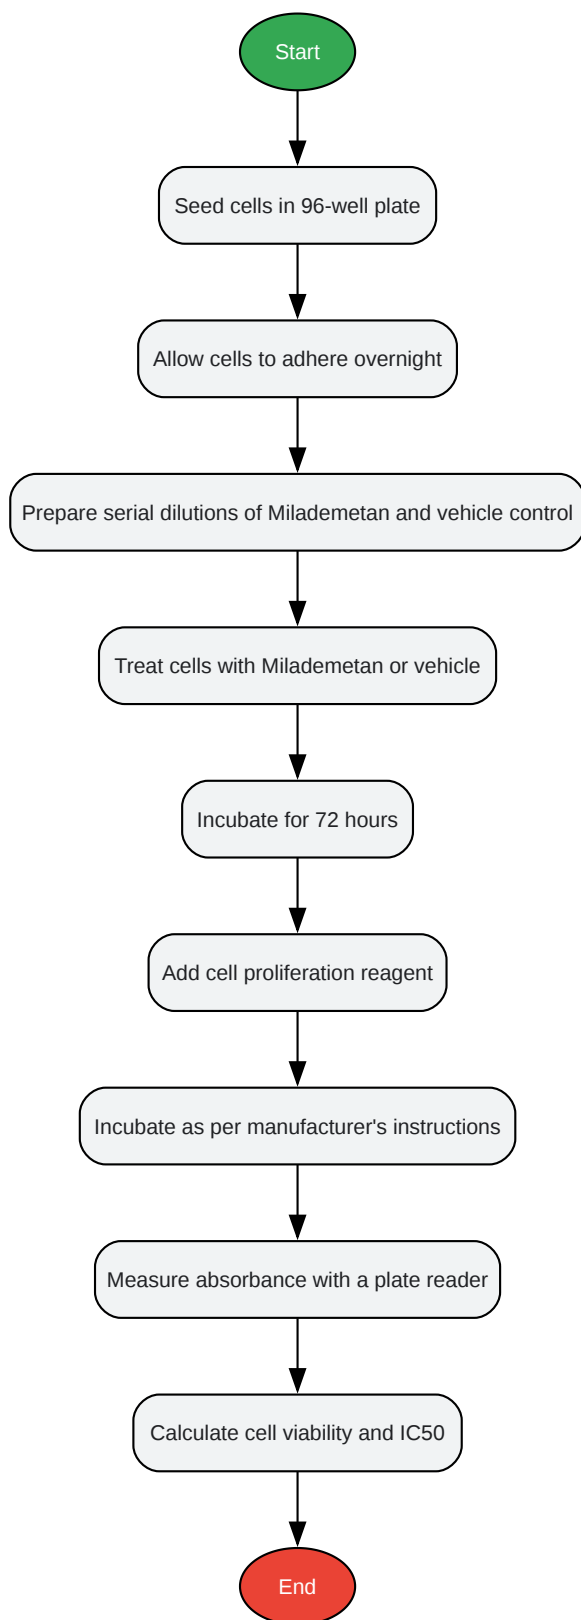 Start
Seed cells in 96-well plate
Allow cells to adhere overnight
Prepare serial dilutions of Milademetan and vehicle control
Treat cells with Milademetan or vehicle
Incubate for 72 hours
Add cell proliferation reagent
Incubate as per manufacturer's instructions
Measure absorbance with a plate reader
Calculate cell viability and IC50
End